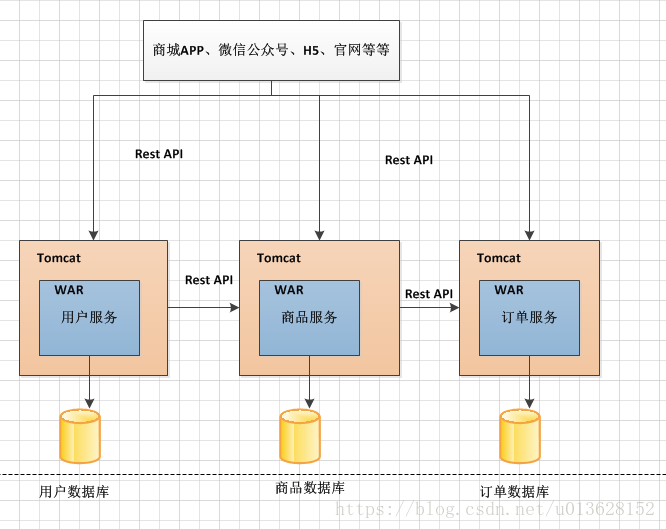 商城APP、微信公众号、H5、官网等等
Rest API
Rest API
Tomcat
WAR
用户服务
Rest API
Tomcat
WAR
商品服务
Rest API
Tomcat
WAR
订单服务
用户数据库
商品数据库
订单数据库
https://blog.csdn.net/u013628152